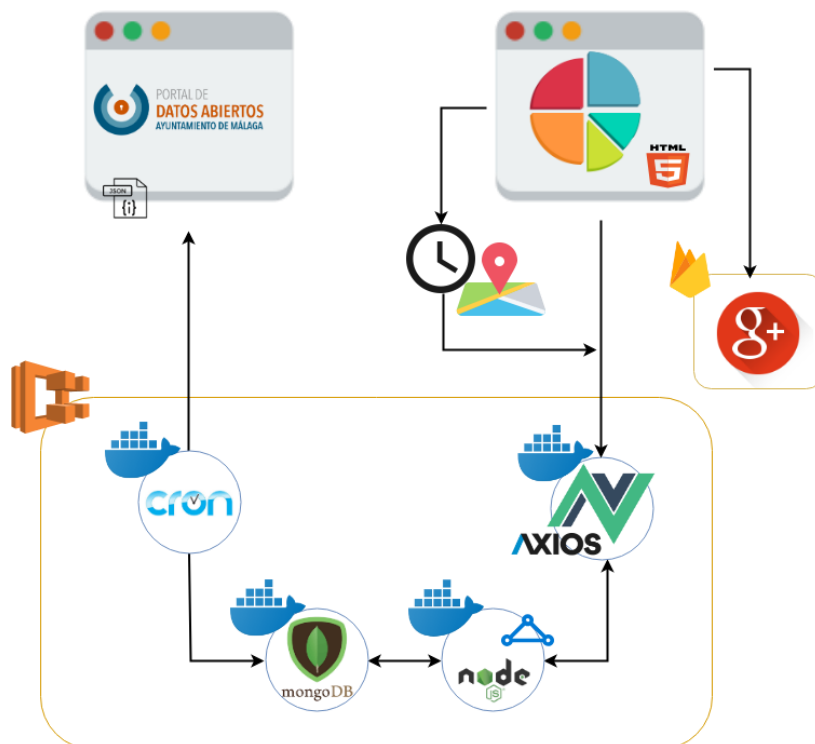 PORTAL DE
DATOS ABIERTOS
AYUNTAMIENTO DE MÁLAGA
JSON
{i}
HTML
5
g+
cron
AXIOS
mongoDB
node
JS